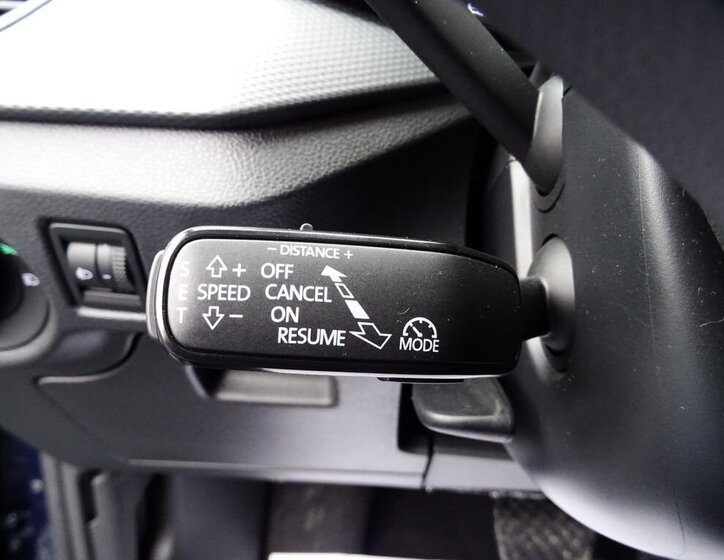 - DISTANCE +
S + OFF
E SPEED CANCEL
T - ON
RESUME
MODE